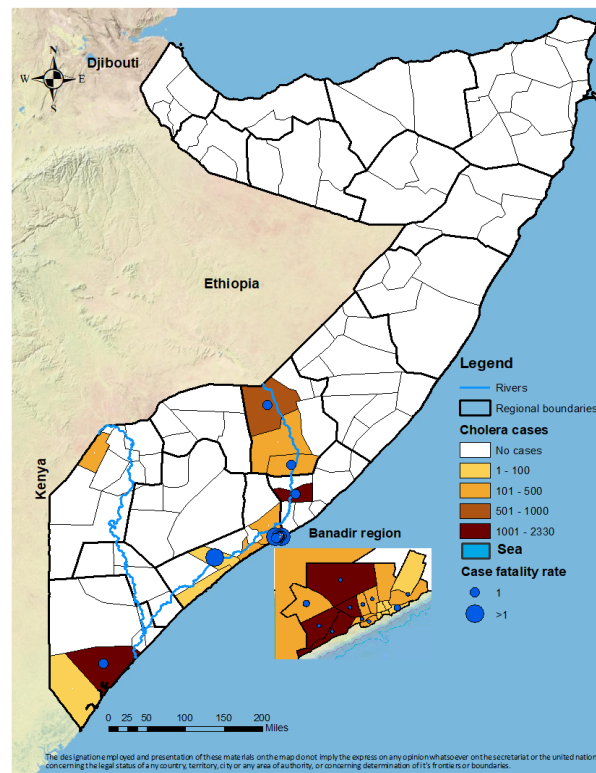 N
W E
S
Djibouti
Ethiopia
Kenya
Legend
Rivers
Regional boundaries
Cholera cases
No cases
1 - 100
101 - 500
501 - 1000
1001 - 2330
Sea
Case fatality rate
1
>1
Banadir region
0 25 50 100 150 200
Miles
The designation employed and presentation of these materials on the map do not imply the express on any opinion whatsoever on the secretariat or the united nation
concerning the legal status of any country, territory, city or any area of authority, or concerning determination of it's frontiers or boundaries.